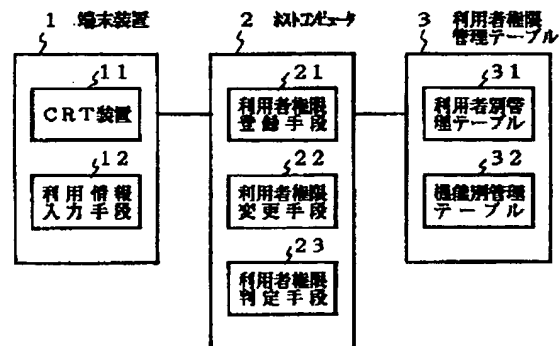 1 端末装置
11
CRT装置
12
利用情報
入力手段
2 ホストコンピュータ
21
利用者権限
登録手段
22
利用者権限
変更手段
23
利用者権限
判定手段
3 利用者権限
管理テーブル
31
利用者別管
理テーブル
32
機能別管理
テーブル